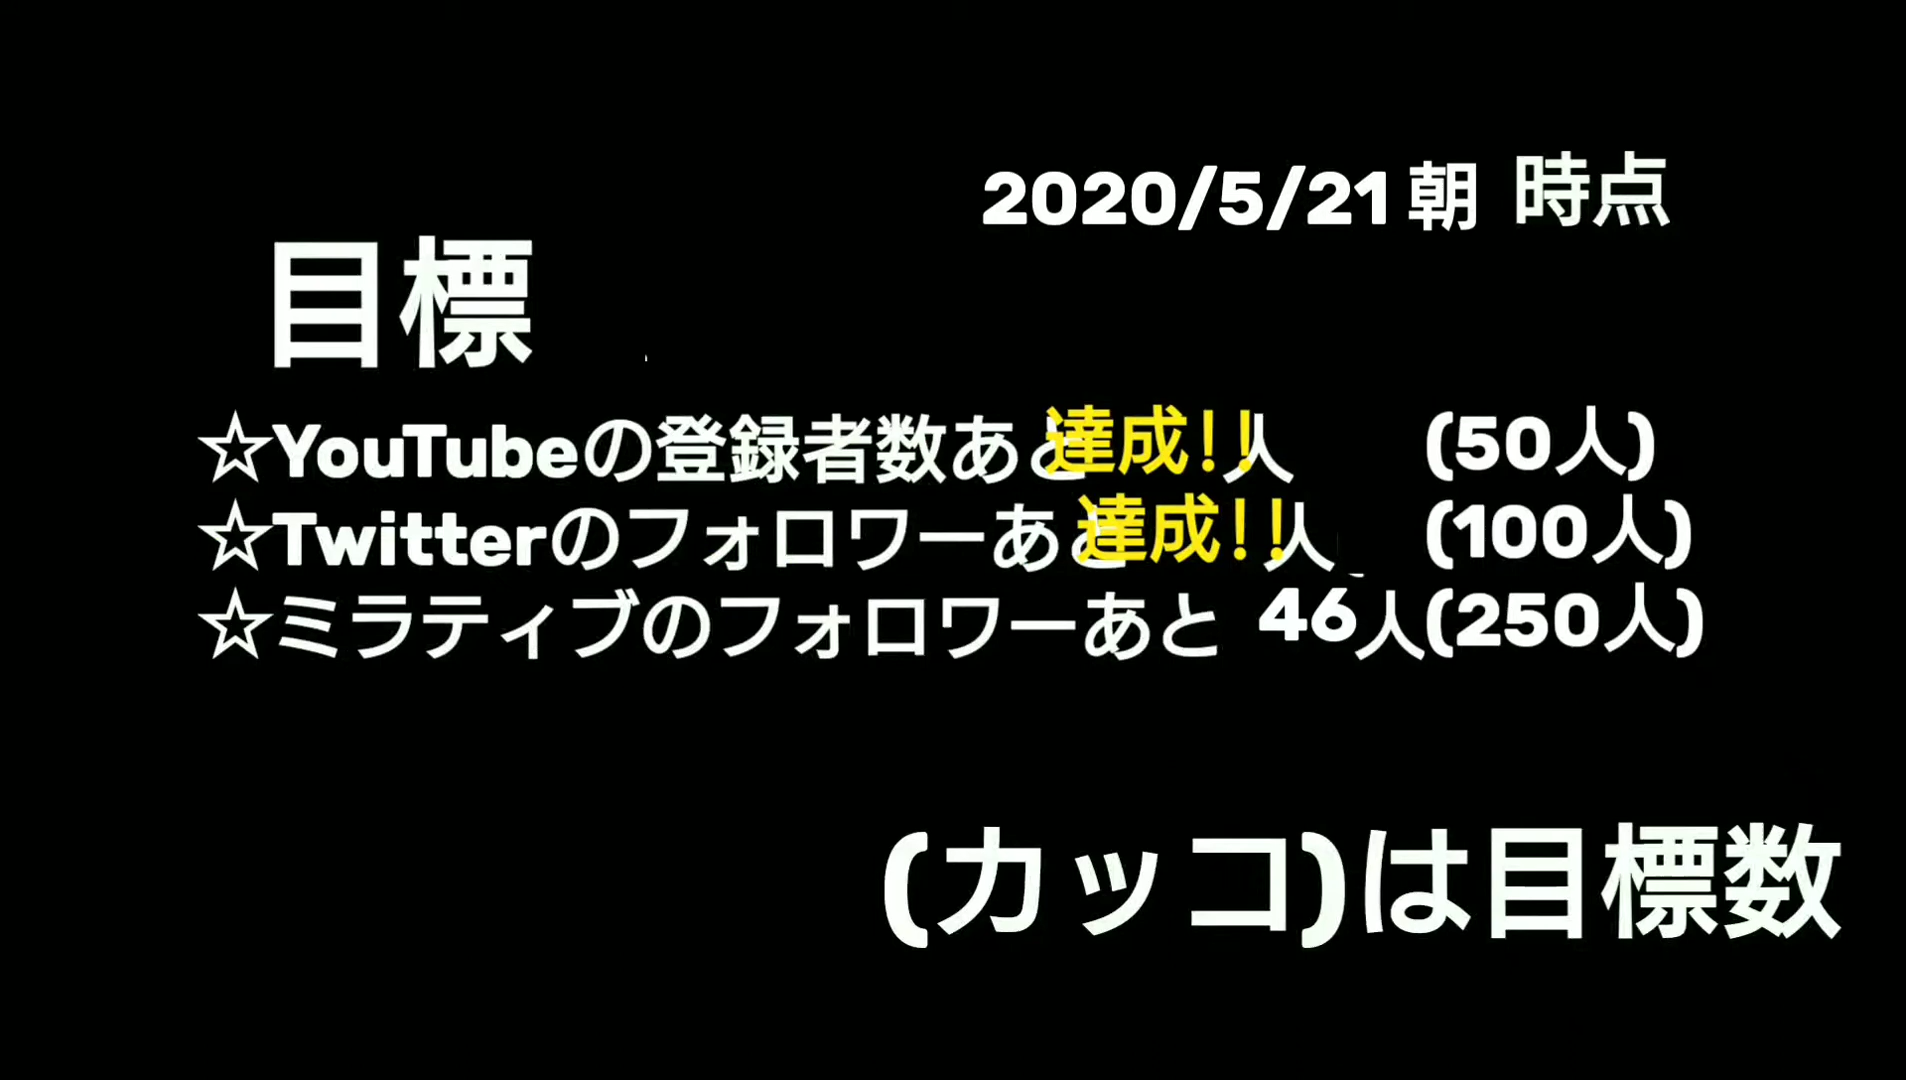 2020/5/21 朝 時点
目標
☆YouTubeの登録者数あと達成!!人 (50人)
☆Twitterのフォロワーあと達成!!人 (100人)
☆ミラティブのフォロワーあと 46人(250人)
(カッコ)は目標数